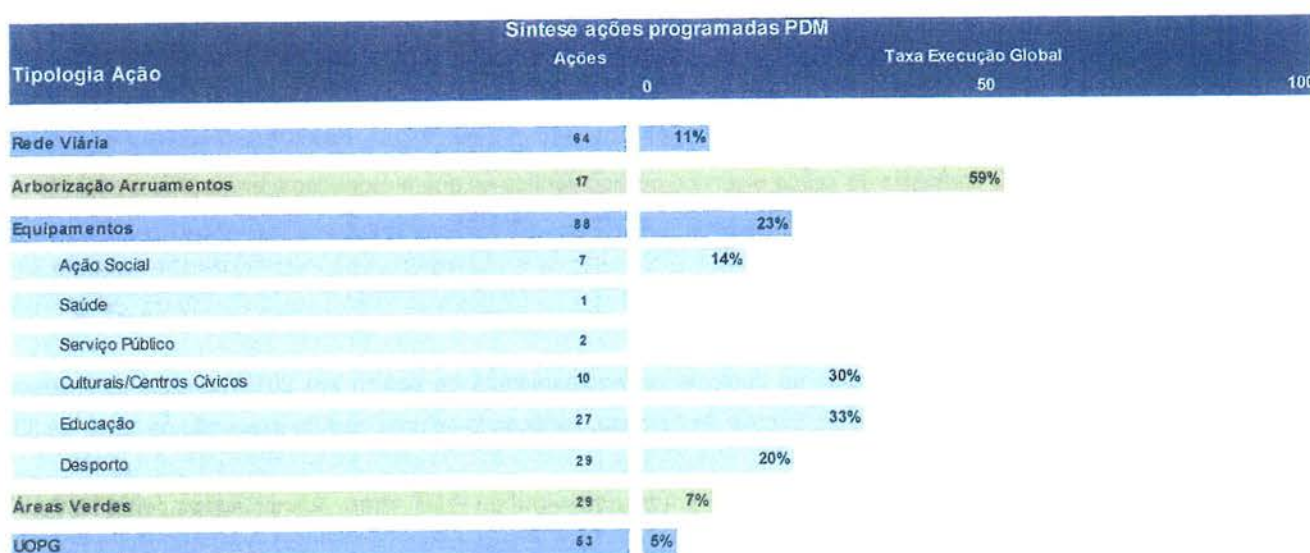 Síntese ações programadas PDM
Tipologia Ação Ações Taxa Execução Global
0 50 100
Rede Viária 64 11%
Arborização Arruamentos 17 59%
Equipamentos 88 23%
Ação Social 7 14%
Saúde 1
Serviço Público 2
Culturais/Centros Cívicos 10 30%
Educação 27 33%
Desporto 29 20%
Áreas Verdes 29 7%
UOPG 53 5%